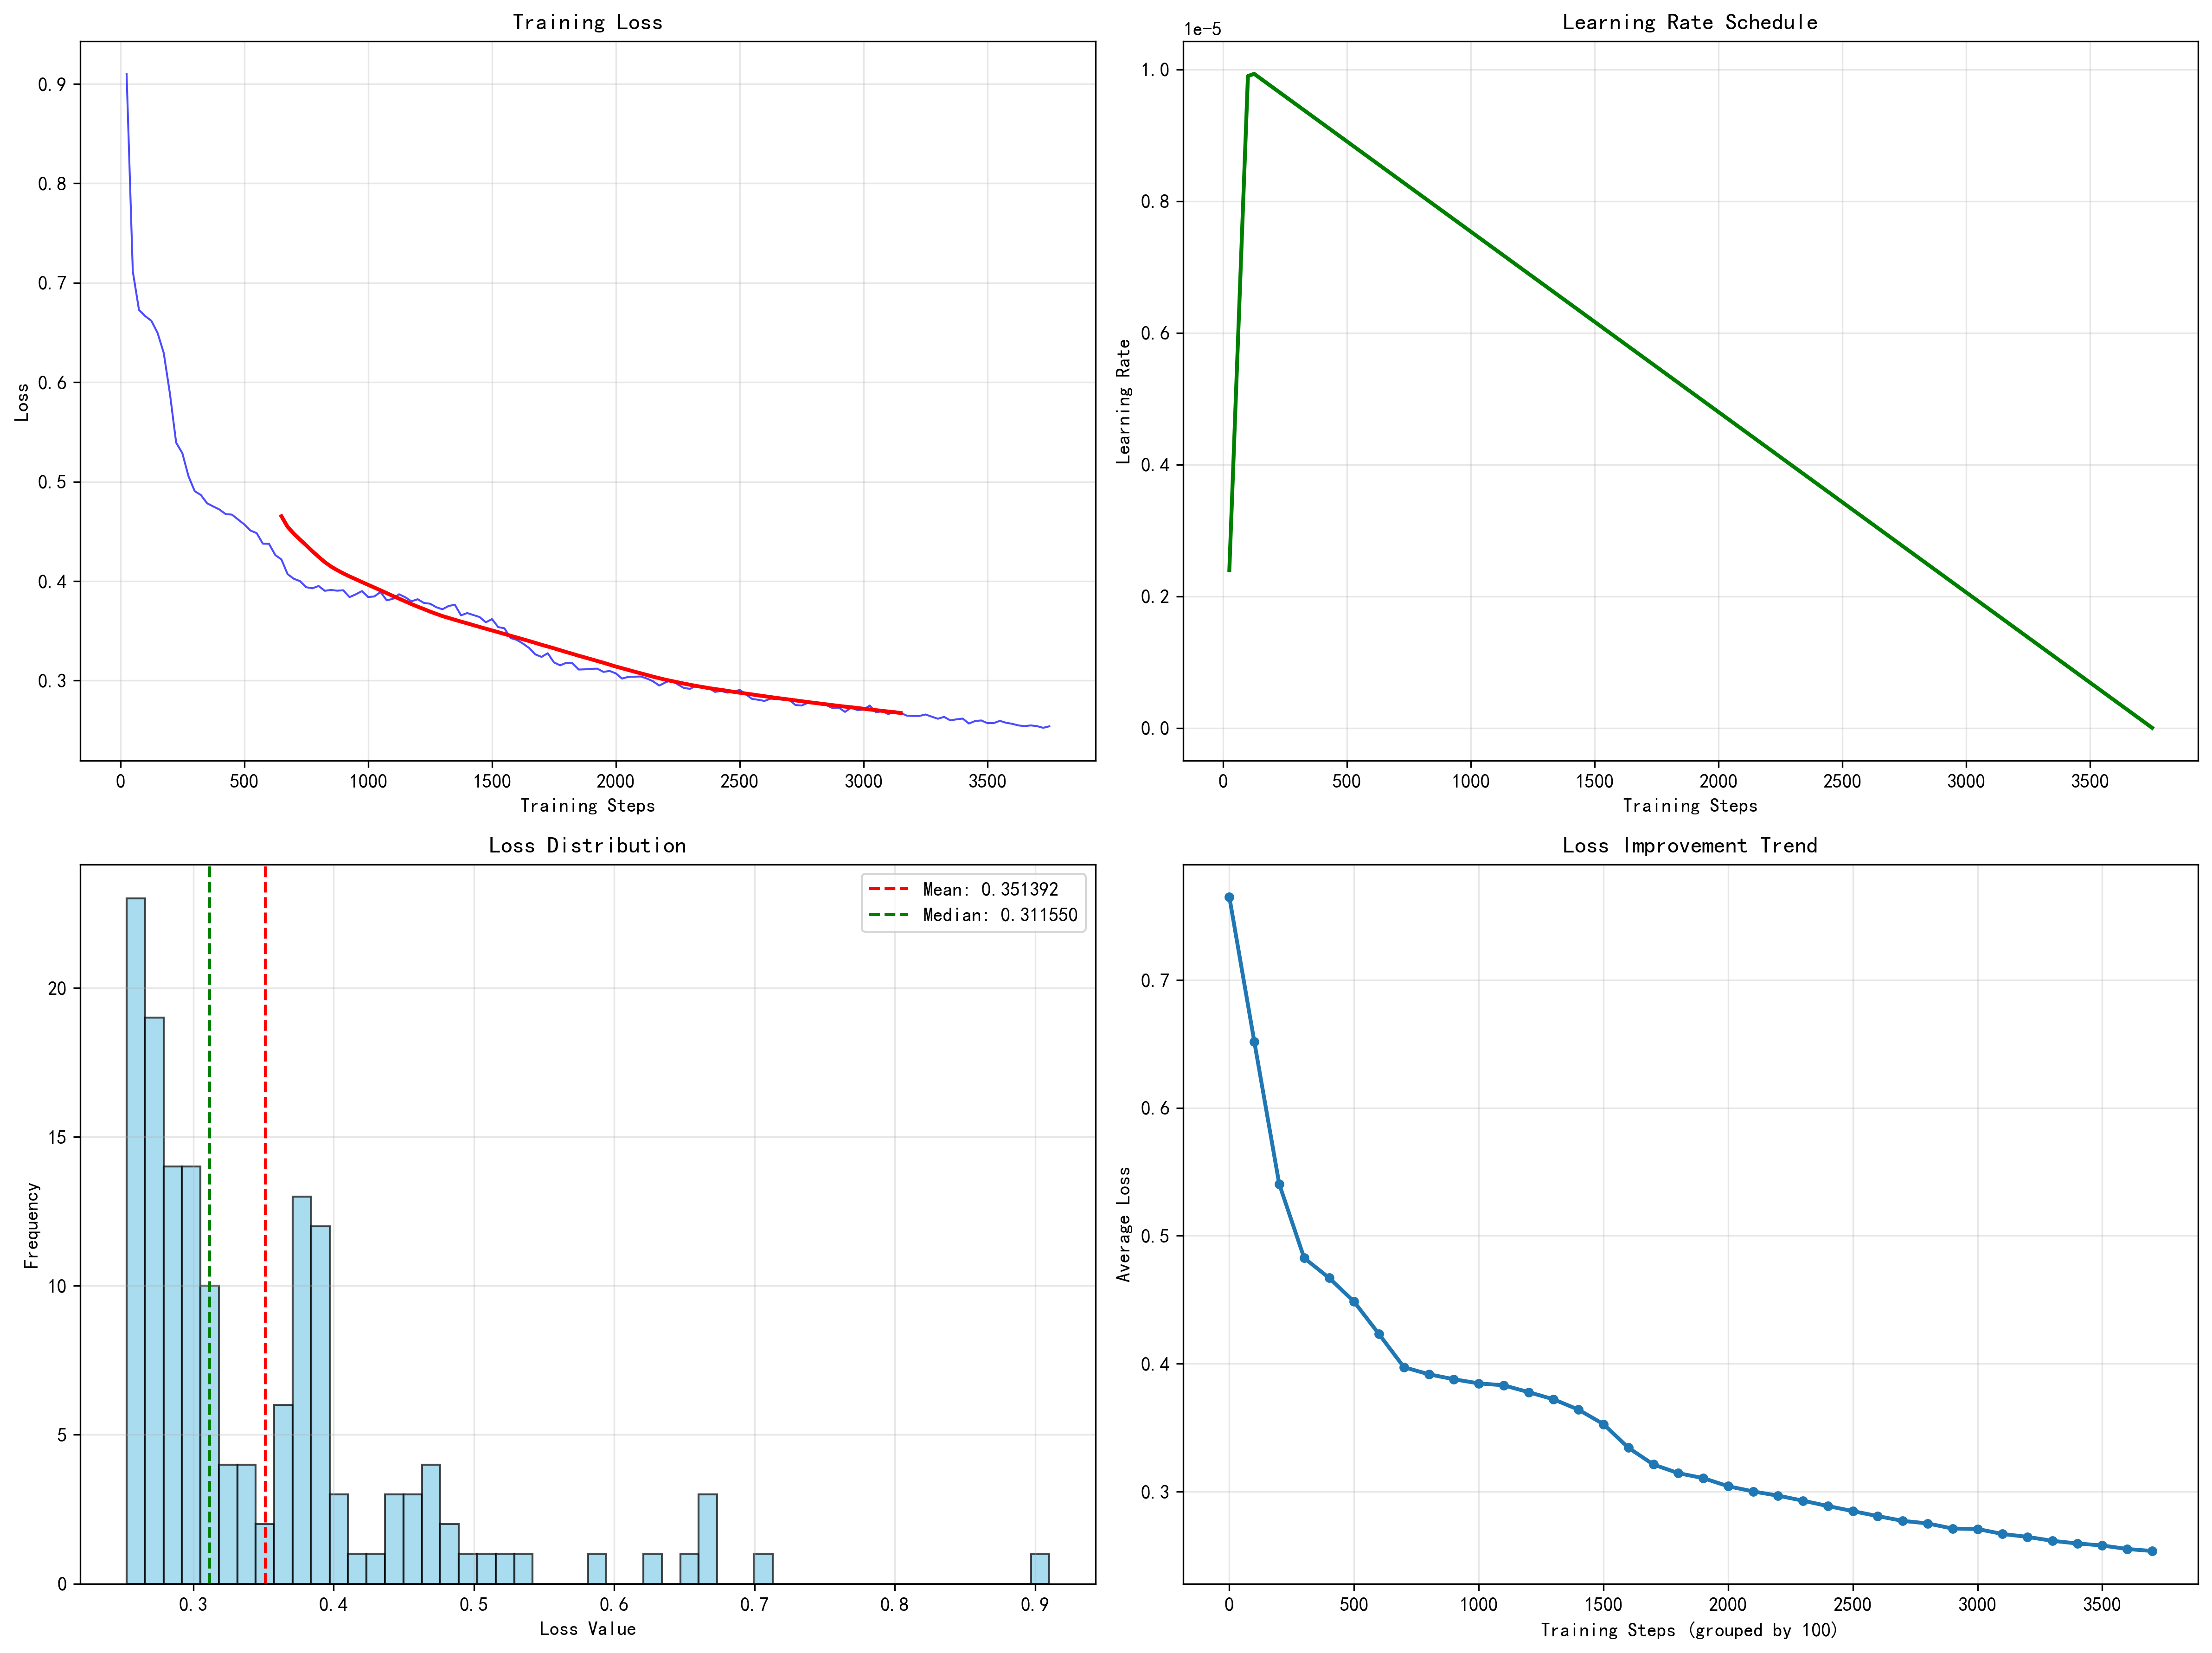 Training Loss
Loss
0.9
0.8
0.7
0.6
0.5
0.4
0.3
0 500 1000 1500 2000 2500 3000 3500
Training Steps
Learning Rate Schedule
1e-5
Learning Rate
1.0
0.8
0.6
0.4
0.2
0.0
0 500 1000 1500 2000 2500 3000 3500
Training Steps
Loss Distribution
Mean: 0.351392
Median: 0.311550
Frequency
20
15
10
5
0
0.3 0.4 0.5 0.6 0.7 0.8 0.9
Loss Value
Loss Improvement Trend
Average Loss
0.7
0.6
0.5
0.4
0.3
0 500 1000 1500 2000 2500 3000 3500
Training Steps (grouped by 100)